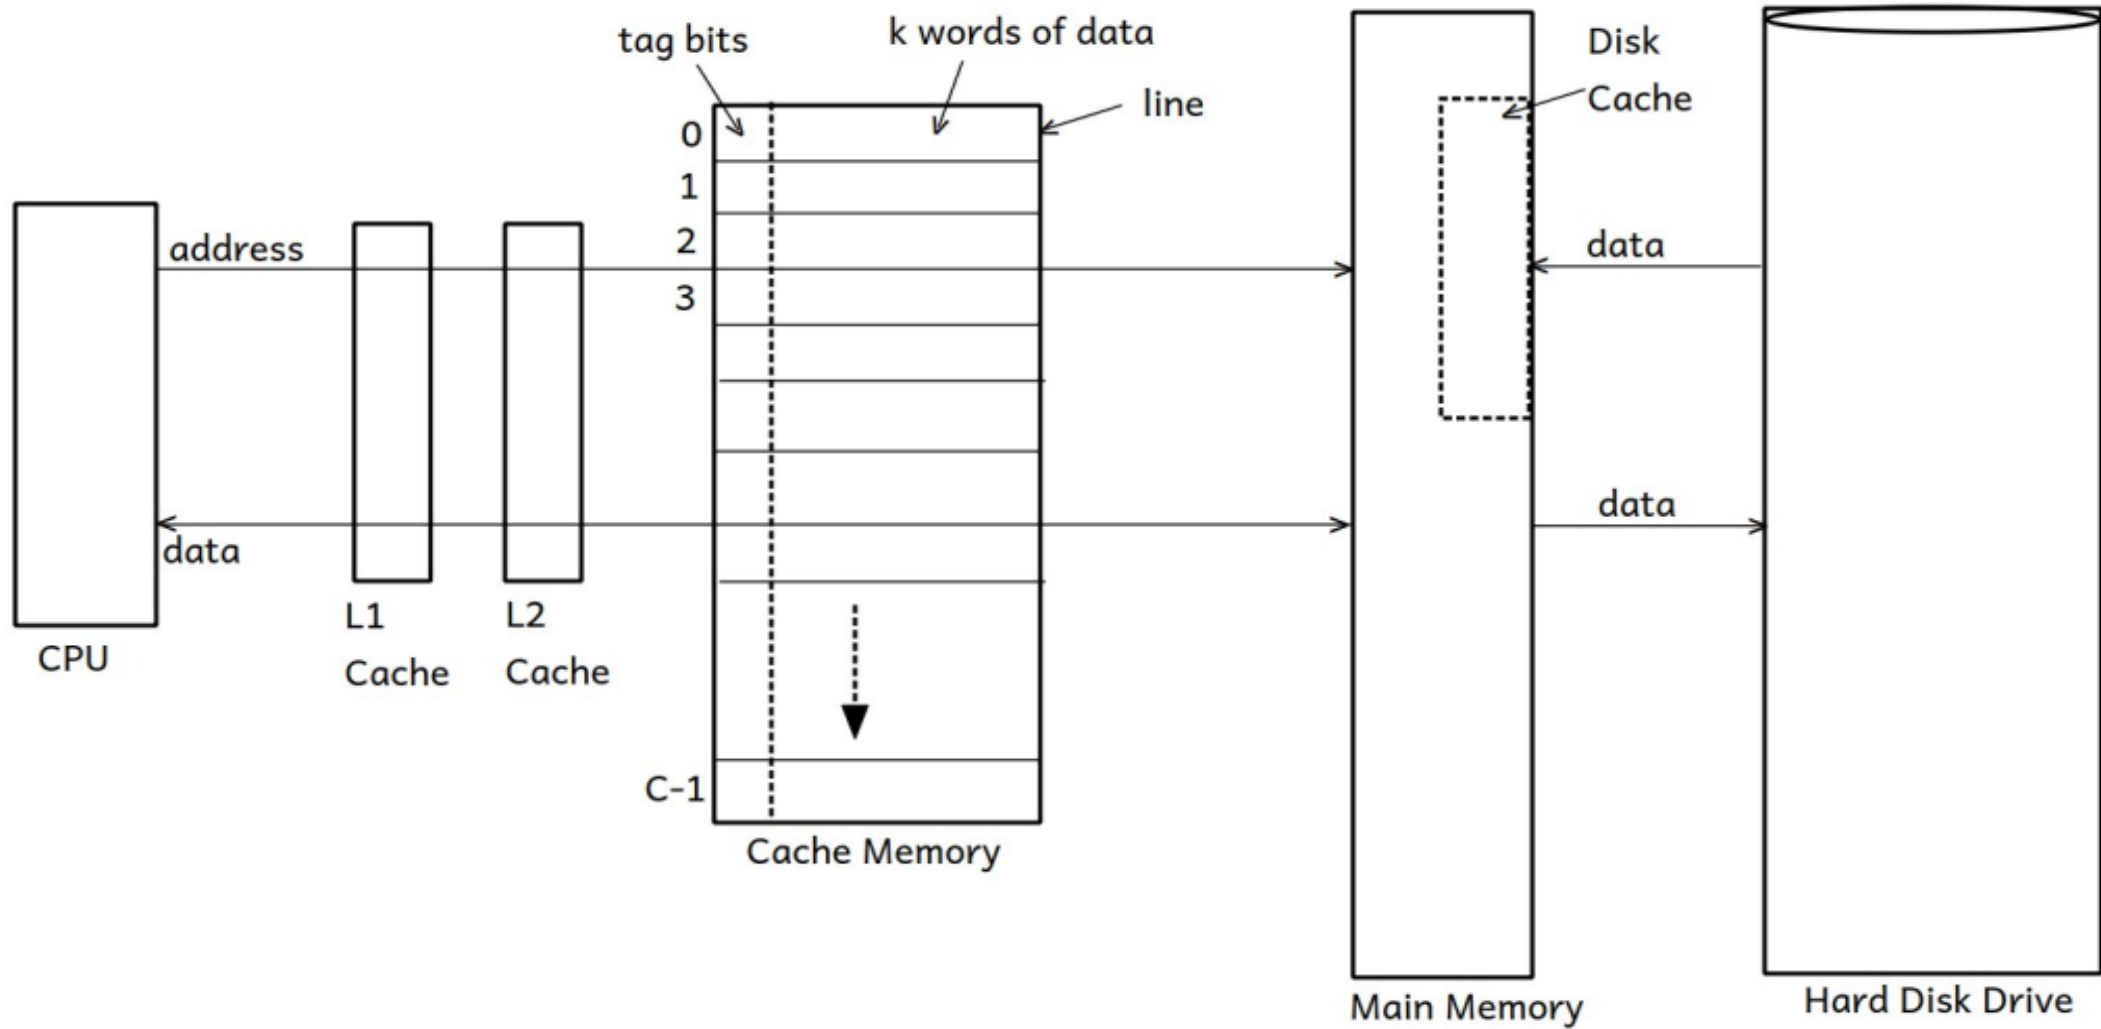 tag bits
k words of data
line
Disk
Cache
0
1
2
3
address
data
data
data
L1
Cache
L2
Cache
CPU
C-1
Cache Memory
Main Memory
Hard Disk Drive